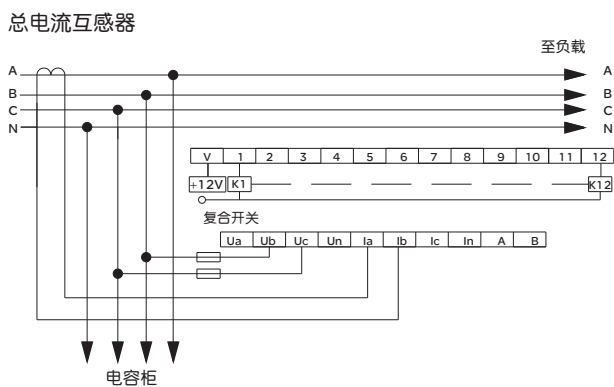 总电流互感器
至负载
A A
B B
C C
N N
V 1 2 3 4 5 6 7 8 9 10 11 12
+12V K1 K12
复合开关
Ua Ub Uc Un Ia Ib Ic In A B
电容柜